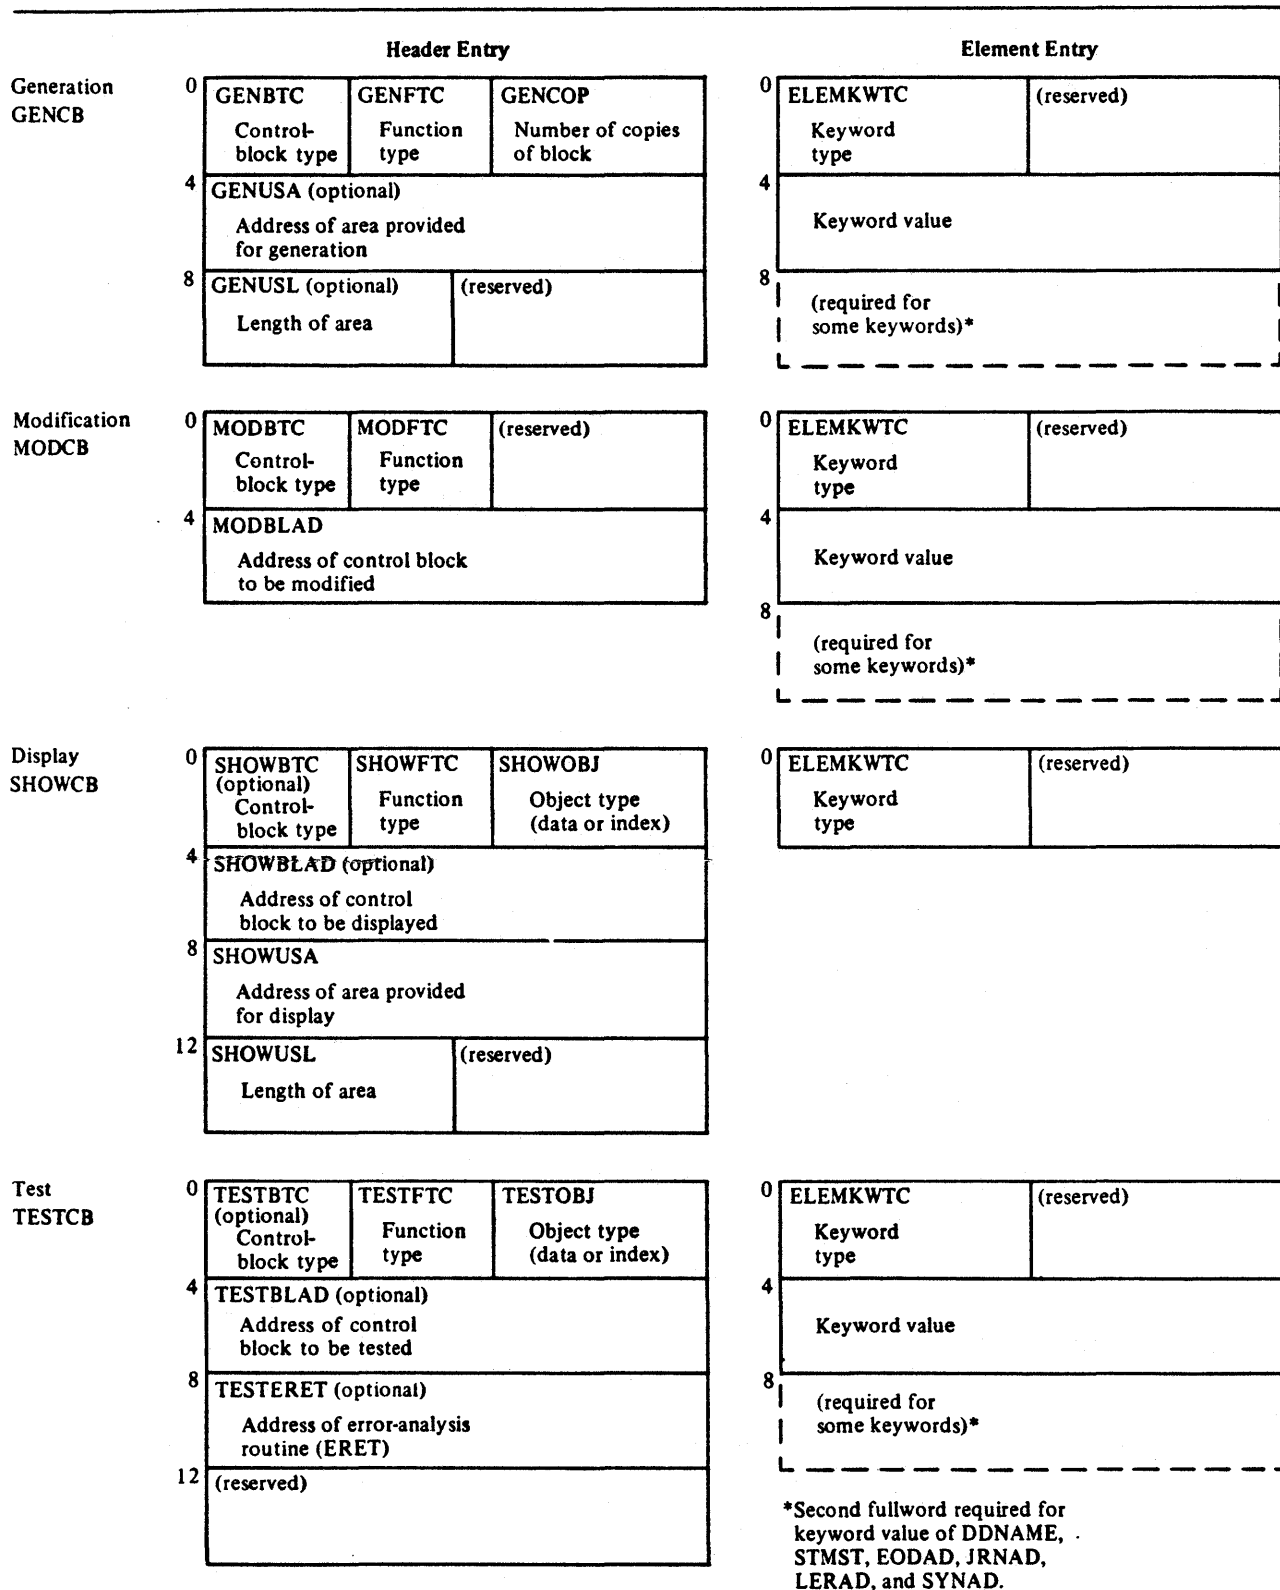 Header Entry
Element Entry
Generation
GENCB
0
GENBTC
Control-
block type
GENFTC
Function
type
GENCOP
Number of copies
of block
4
GENUSA (optional)
Address of area provided
for generation
8
GENUSL (optional)
Length of area
(reserved)
0
ELEMKWTC
Keyword
type
(reserved)
4
Keyword value
8
(required for
some keywords)*
Modification
MODCB
0
MODBTC
Control-
block type
MODFTC
Function
type
(reserved)
4
MODBLAD
Address of control block
to be modified
0
ELEMKWTC
Keyword
type
(reserved)
4
Keyword value
8
(required for
some keywords)*
Display
SHOWCB
0
SHOWBTC
(optional)
Control-
block type
SHOWFTC
Function
type
SHOWOBJ
Object type
(data or index)
4
SHOWBLAD (optional)
Address of control
block to be displayed
8
SHOWUSA
Address of area provided
for display
12
SHOWUSL
Length of area
(reserved)
0
ELEMKWTC
Keyword
type
(reserved)
Test
TESTCB
0
TESTBTC
(optional)
Control-
block type
TESTFTC
Function
type
TESTOBJ
Object type
(data or index)
4
TESTBLAD (optional)
Address of control
block to be tested
8
TESTERET (optional)
Address of error-analysis
routine (ERET)
12
(reserved)
0
ELEMKWTC
Keyword
type
(reserved)
4
Keyword value
8
(required for
some keywords)*
*Second fullword required for
keyword value of DDNAME,
STMST, EODAD, JRNAD,
LERAD, and SYNAD.